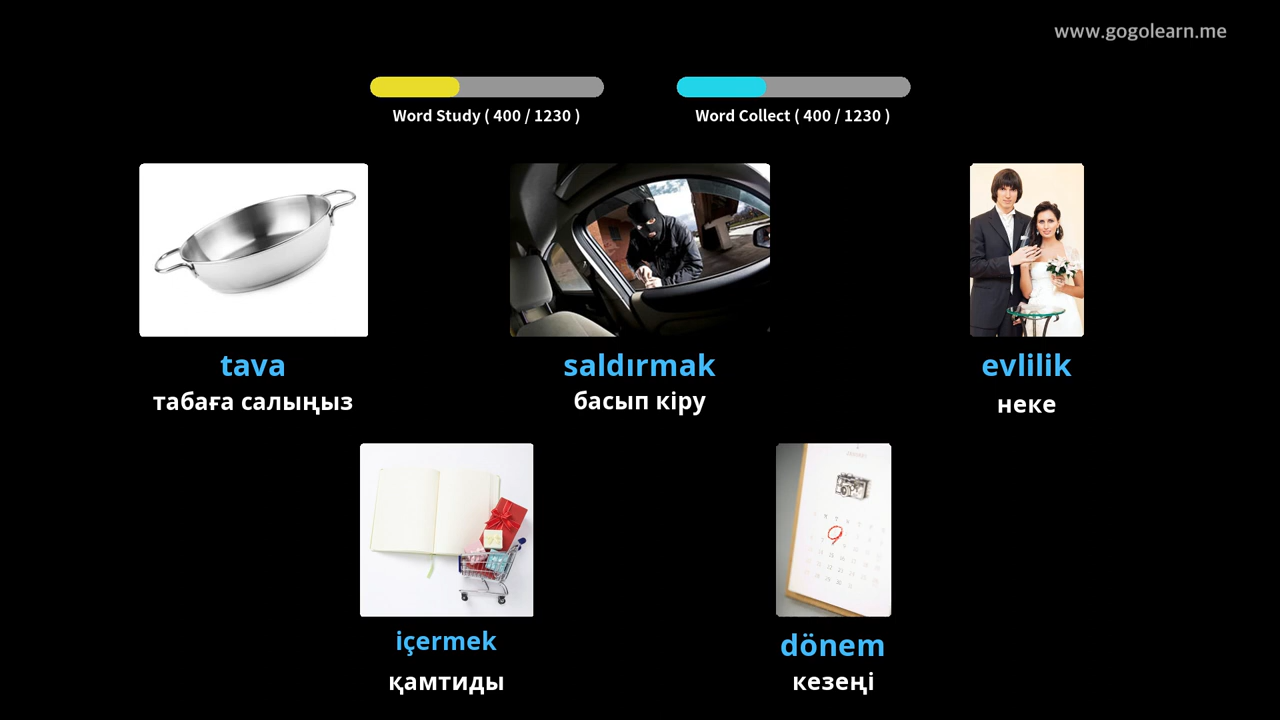 www.gogolearn.me
Word Study ( 400 / 1230 )
Word Collect ( 400 / 1230 )
tava
табаға салыңыз
saldırmak
басып кіру
evlilik
неке
içermek
қамтиды
dönem
кезеңі